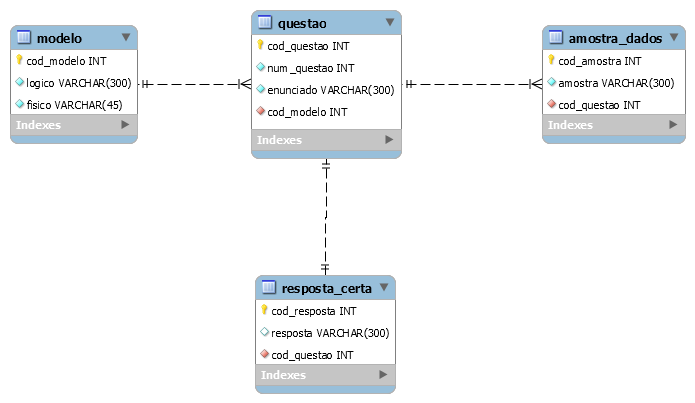 modelo
cod_modelo INT
logico VARCHAR(300)
fisico VARCHAR(45)
Indexes
questao
cod_questao INT
num_questao INT
enunciado VARCHAR(300)
cod_modelo INT
Indexes
amostra_dados
cod_amostra INT
amostra VARCHAR(300)
cod_questao INT
Indexes
resposta_certa
cod_resposta INT
resposta VARCHAR(300)
cod_questao INT
Indexes